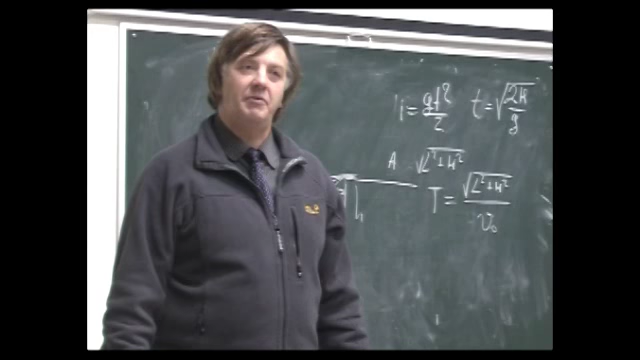 H = gt²/2 t = √2H/g
A √L²+H²
T = √L²+H²/v₀